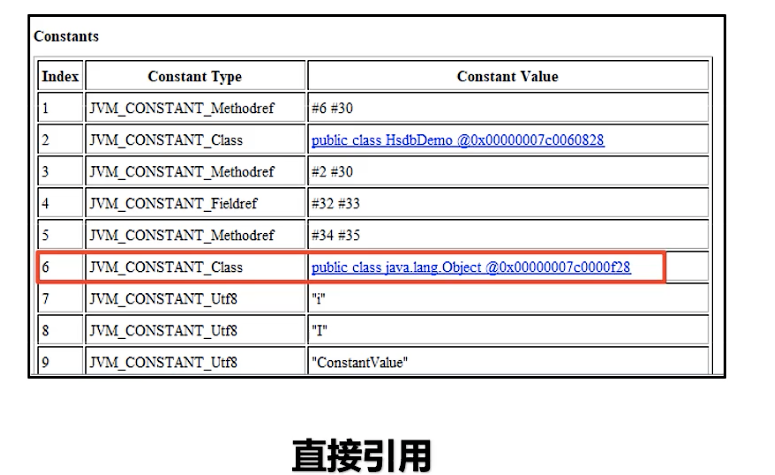 Constants
Index Constant Type Constant Value
1 JVM_CONSTANT_Methodref #6 #30
2 JVM_CONSTANT_Class public class HsdbDemo @0x00000007c0060828
3 JVM_CONSTANT_Methodref #2 #30
4 JVM_CONSTANT_Fieldref #32 #33
5 JVM_CONSTANT_Methodref #34 #35
6 JVM_CONSTANT_Class public class java.lang.Object @0x00000007c0000f28
7 JVM_CONSTANT_Utf8 "i"
8 JVM_CONSTANT_Utf8 "I"
9 JVM_CONSTANT_Utf8 "ConstantValue"
直接引用